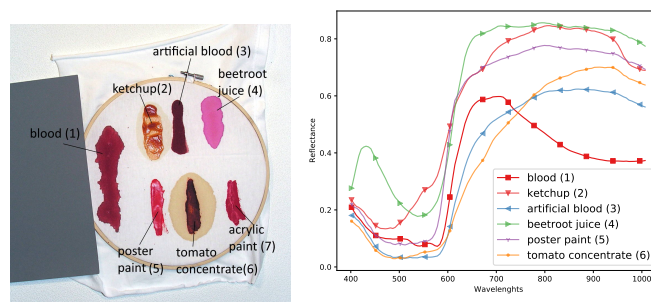 artificial blood (3)
ketchup(2)
beetroot
juice (4)
blood (1)
poster
paint (5)
tomato
concentrate(6)
acrylic
paint (7)
Reflectance
0.8
0.6
0.4
0.2
0.0
blood (1)
ketchup (2)
artificial blood (3)
beetroot juice (4)
poster paint (5)
tomato concentrate (6)
400 500 600 700 800 900 1000
Wavelenghts